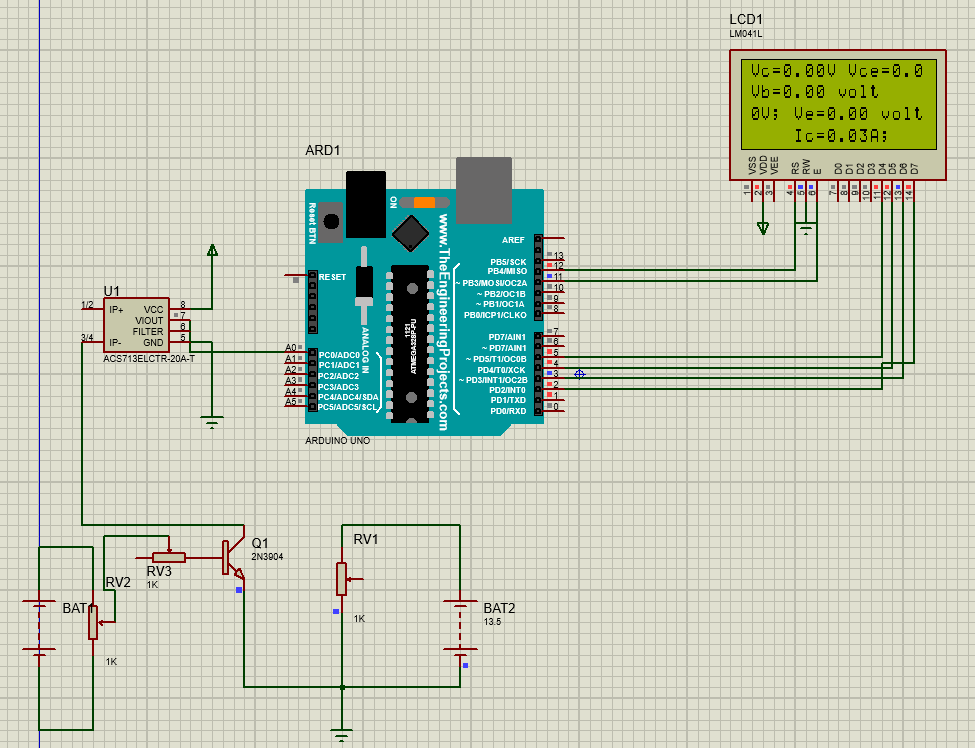 LCD1
LM041L
Vc=0.00V Vce=0.0
Vb=0.00 volt
0V; Ve=0.00 volt
Ic=0.03A;
VSS
VDD
VEE
RS
RW
E
D0
D1
D2
D3
D4
D5
D6
D7
1
2
3
4
5
6
7
8
9
10
11
12
13
14
ARD1
Reset BTN
ON
www.TheEngineeringProjects.com
ANALOG IN
ATMEGA328P-PU
1121
RESET
A0
A1
A2
A3
A4
A5
PC0/ADC0
PC1/ADC1
PC2/ADC2
PC3/ADC3
PC4/ADC4/SDA
PC5/ADC5/SCL
AREF
PB5/SCK
PB4/MISO
~ PB3/MOSI/OC2A
~ PB2/OC1B
~ PB1/OC1A
PB0/ICP1/CLKO
PD7/AIN1
~ PD7/AIN1
~ PD5/T1/OC0B
PD4/T0/XCK
~ PD3/INT1/OC2B
PD2/INT0
PD1/TXD
PD0/RXD
13
12
11
10
9
8
7
6
5
4
3
2
1
0
ARDUINO UNO
U1
1/2
3/4
IP+
IP-
VCC
VIOUT
FILTER
GND
8
7
6
5
ACS713ELCTR-20A-T
Q1
2N3904
RV3
1K
RV2
1K
RV1
1K
BAT2
13.5